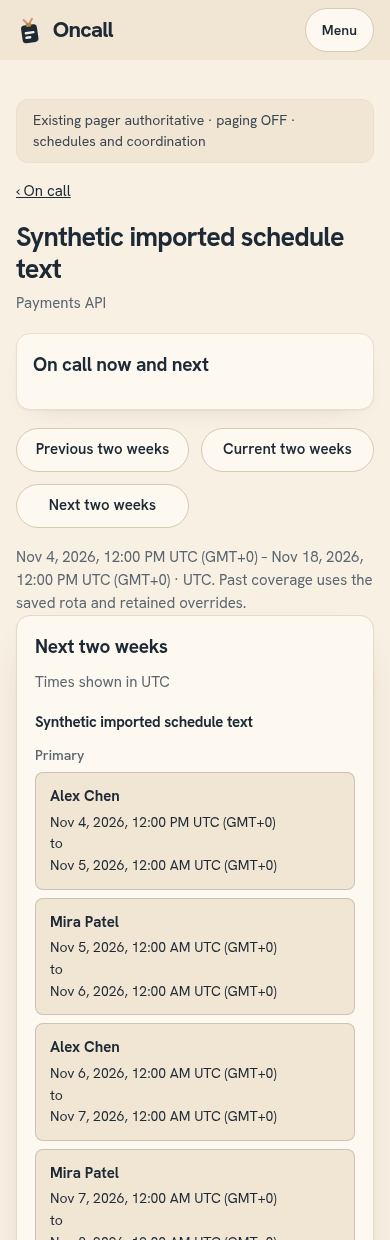 Oncall
Menu
Existing pager authoritative · paging OFF ·
schedules and coordination
‹ On call
Synthetic imported schedule
text
Payments API
On call now and next
Previous two weeks
Current two weeks
Next two weeks
Nov 4, 2026, 12:00 PM UTC (GMT+0) – Nov 18, 2026,
12:00 PM UTC (GMT+0) · UTC. Past coverage uses the
saved rota and retained overrides.
Next two weeks
Times shown in UTC
Synthetic imported schedule text
Primary
Alex Chen
Nov 4, 2026, 12:00 PM UTC (GMT+0)
to
Nov 5, 2026, 12:00 AM UTC (GMT+0)
Mira Patel
Nov 5, 2026, 12:00 AM UTC (GMT+0)
to
Nov 6, 2026, 12:00 AM UTC (GMT+0)
Alex Chen
Nov 6, 2026, 12:00 AM UTC (GMT+0)
to
Nov 7, 2026, 12:00 AM UTC (GMT+0)
Mira Patel
Nov 7, 2026, 12:00 AM UTC (GMT+0)
to